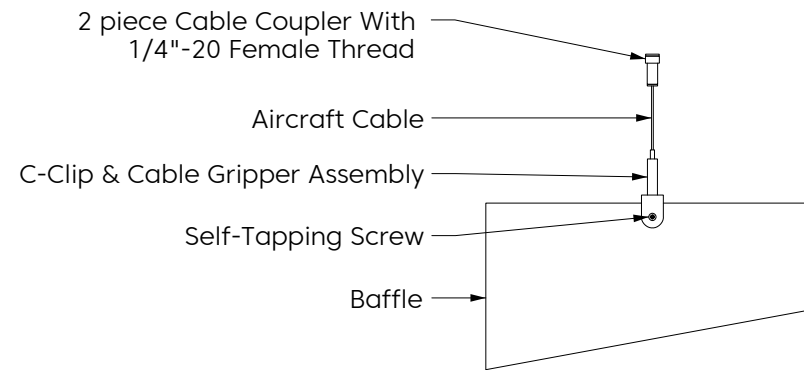 2 piece Cable Coupler With
1/4"-20 Female Thread
Aircraft Cable
C-Clip & Cable Gripper Assembly
Self-Tapping Screw
Baffle